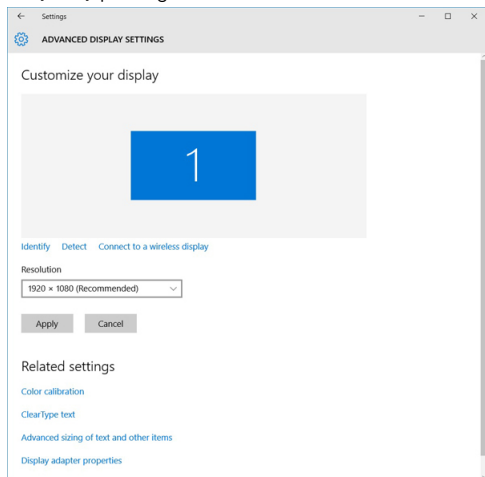 Settings
ADVANCED DISPLAY SETTINGS
Customize your display
1
Identify Detect Connect to a wireless display
Resolution
1920 × 1080 (Recommended)
Apply Cancel
Related settings
Color calibration
ClearType text
Advanced sizing of text and other items
Display adapter properties